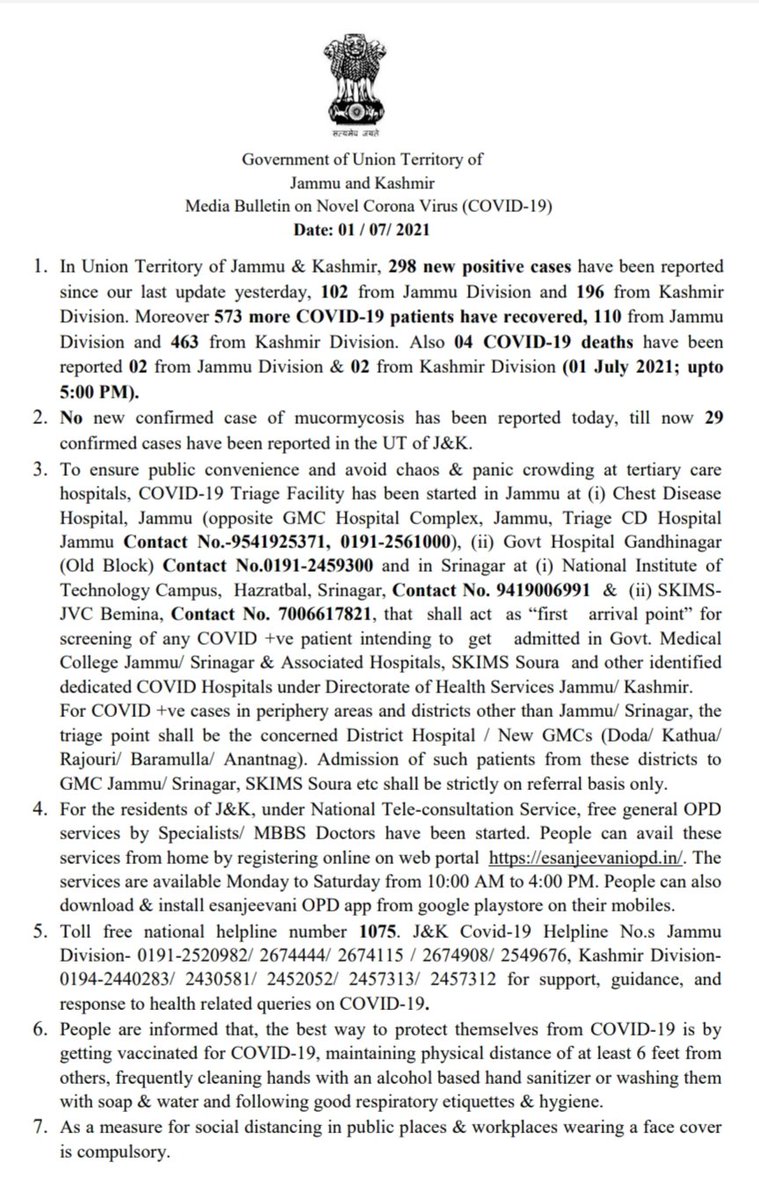 सत्यमेव जयते
Government of Union Territory of
Jammu and Kashmir
Media Bulletin on Novel Corona Virus (COVID-19)
Date: 01 / 07/ 2021
1. In Union Territory of Jammu & Kashmir, 298 new positive cases have been reported
since our last update yesterday, 102 from Jammu Division and 196 from Kashmir
Division. Moreover 573 more COVID-19 patients have recovered, 110 from Jammu
Division and 463 from Kashmir Division. Also 04 COVID-19 deaths have been
reported 02 from Jammu Division & 02 from Kashmir Division (01 July 2021; upto
5:00 PM).
2. No new confirmed case of mucormycosis has been reported today, till now 29
confirmed cases have been reported in the UT of J&K.
3. To ensure public convenience and avoid chaos & panic crowding at tertiary care
hospitals, COVID-19 Triage Facility has been started in Jammu at (i) Chest Disease
Hospital, Jammu (opposite GMC Hospital Complex, Jammu, Triage CD Hospital
Jammu Contact No.-9541925371, 0191-2561000), (ii) Govt Hospital Gandhinagar
(Old Block) Contact No.0191-2459300 and in Srinagar at (i) National Institute of
Technology Campus, Hazratbal, Srinagar, Contact No. 9419006991 & (ii) SKIMS-
JVC Bemina, Contact No. 7006617821, that shall act as “first arrival point” for
screening of any COVID +ve patient intending to get admitted in Govt. Medical
College Jammu/ Srinagar & Associated Hospitals, SKIMS Soura and other identified
dedicated COVID Hospitals under Directorate of Health Services Jammu/ Kashmir.
For COVID +ve cases in periphery areas and districts other than Jammu/ Srinagar, the
triage point shall be the concerned District Hospital / New GMCs (Doda/ Kathua/
Rajouri/ Baramulla/ Anantnag). Admission of such patients from these districts to
GMC Jammu/ Srinagar, SKIMS Soura etc shall be strictly on referral basis only.
4. For the residents of J&K, under National Tele-consultation Service, free general OPD
services by Specialists/ MBBS Doctors have been started. People can avail these
services from home by registering online on web portal https://esanjeevaniopd.in/. The
services are available Monday to Saturday from 10:00 AM to 4:00 PM. People can also
download & install esanjeevani OPD app from google playstore on their mobiles.
5. Toll free national helpline number 1075. J&K Covid-19 Helpline No.s Jammu
Division- 0191-2520982/ 2674444/ 2674115 / 2674908/ 2549676, Kashmir Division-
0194-2440283/ 2430581/ 2452052/ 2457313/ 2457312 for support, guidance, and
response to health related queries on COVID-19.
6. People are informed that, the best way to protect themselves from COVID-19 is by
getting vaccinated for COVID-19, maintaining physical distance of at least 6 feet from
others, frequently cleaning hands with an alcohol based hand sanitizer or washing them
with soap & water and following good respiratory etiquettes & hygiene.
7. As a measure for social distancing in public places & workplaces wearing a face cover
is compulsory.